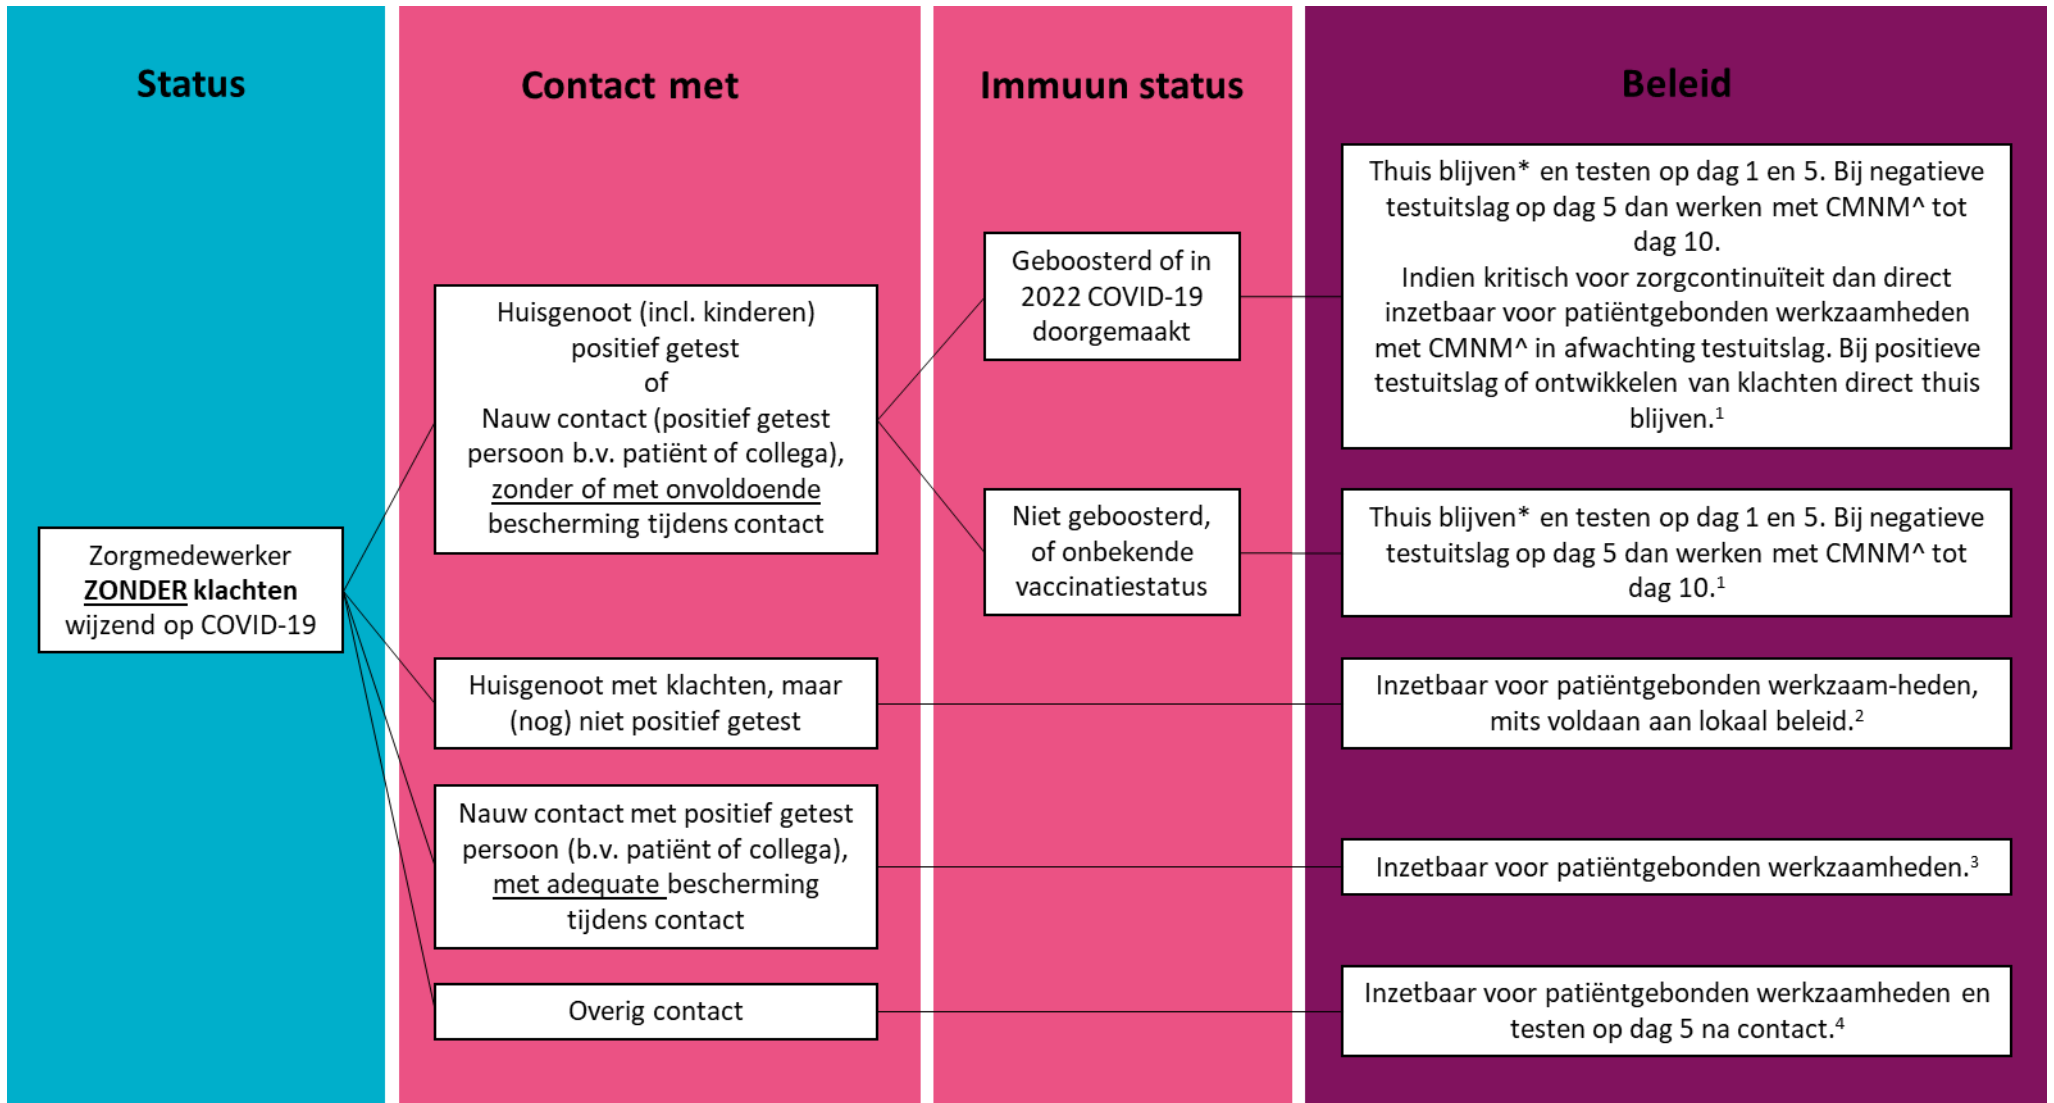 Status
Contact met
Immuun status
Beleid
Zorgmedewerker
ZONDER klachten
wijzend op COVID-19
Huisgenoot (incl. kinderen)
positief getest
of
Nauw contact (positief getest
persoon b.v. patiënt of collega),
zonder of met onvoldoende
bescherming tijdens contact
Geboosterd of in
2022 COVID-19
doorgemaakt
Thuis blijven* en testen op dag 1 en 5. Bij negatieve
testuitslag op dag 5 dan werken met CMNM^ tot
dag 10.
Indien kritisch voor zorgcontinuïteit dan direct
inzetbaar voor patiëntgebonden werkzaamheden
met CMNM^ in afwachting testuitslag. Bij positieve
testuitslag of ontwikkelen van klachten direct thuis
blijven.¹
Niet geboosterd,
of onbekende
vaccinatiestatus
Thuis blijven* en testen op dag 1 en 5. Bij negatieve
testuitslag op dag 5 dan werken met CMNM^ tot
dag 10.¹
Huisgenoot met klachten, maar
(nog) niet positief getest
Inzetbaar voor patiëntgebonden werkzaam-heden,
mits voldaan aan lokaal beleid.²
Nauw contact met positief getest
persoon (b.v. patiënt of collega),
met adequate bescherming
tijdens contact
Inzetbaar voor patiëntgebonden werkzaamheden.³
Overig contact
Inzetbaar voor patiëntgebonden werkzaamheden en
testen op dag 5 na contact.⁴